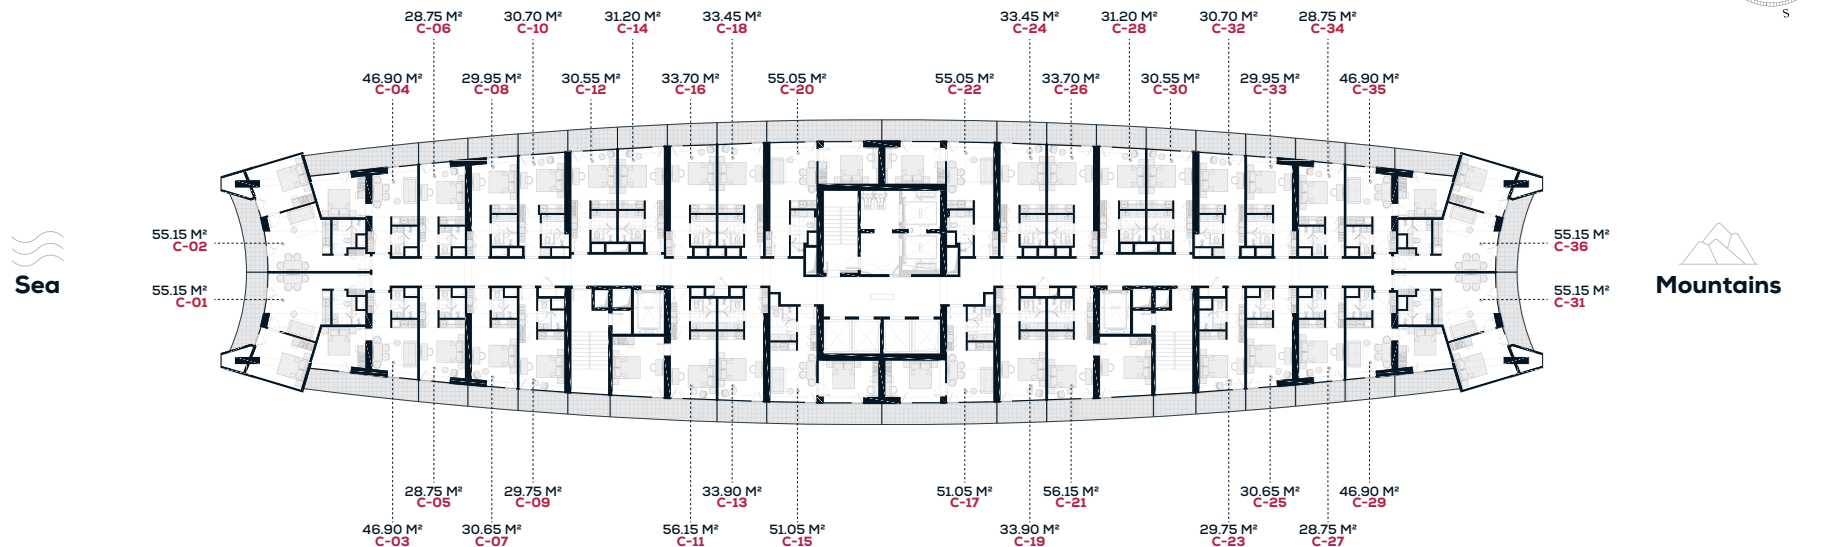 S
28.75 M²
C-06
30.70 M²
C-10
31.20 M²
C-14
33.45 M²
C-18
33.45 M²
C-24
31.20 M²
C-28
30.70 M²
C-32
28.75 M²
C-34
46.90 M²
C-04
29.95 M²
C-08
30.55 M²
C-12
33.70 M²
C-16
55.05 M²
C-20
55.05 M²
C-22
33.70 M²
C-26
30.55 M²
C-30
29.95 M²
C-33
46.90 M²
C-35
55.15 M²
C-02
55.15 M²
C-36
Sea
Mountains
55.15 M²
C-01
55.15 M²
C-31
28.75 M²
C-05
29.75 M²
C-09
33.90 M²
C-13
51.05 M²
C-17
56.15 M²
C-21
30.65 M²
C-25
46.90 M²
C-29
46.90 M²
C-03
30.65 M²
C-07
56.15 M²
C-11
51.05 M²
C-15
33.90 M²
C-19
29.75 M²
C-23
28.75 M²
C-27